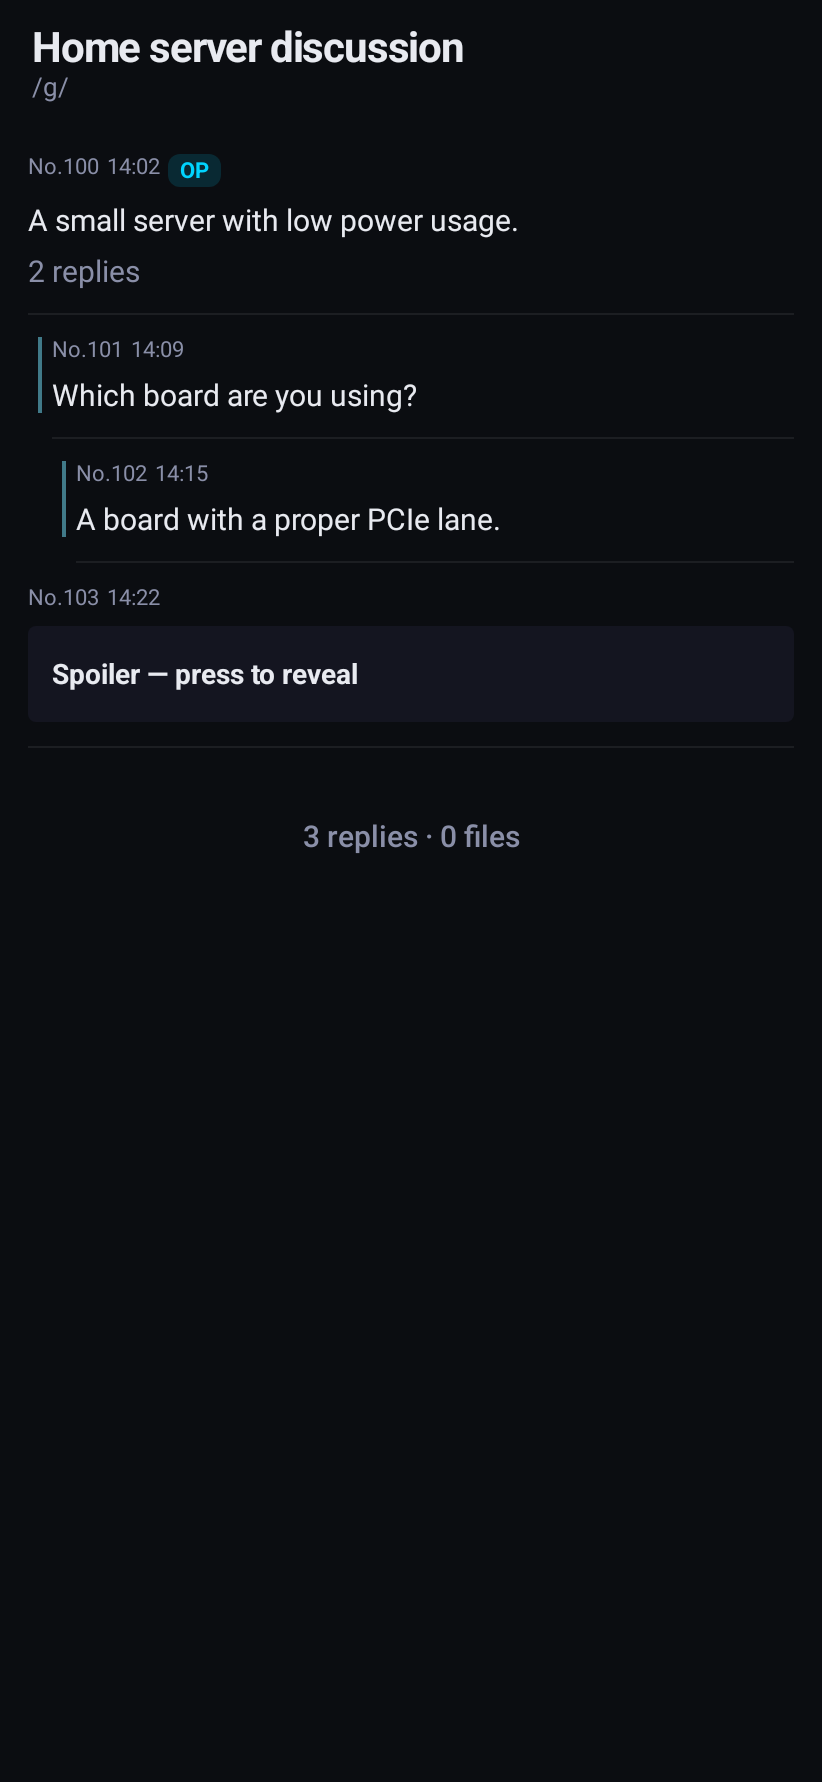 Home server discussion
/g/
No.100 14:02 OP
A small server with low power usage.
2 replies
No.101 14:09
Which board are you using?
No.102 14:15
A board with a proper PCIe lane.
No.103 14:22
Spoiler — press to reveal
3 replies · 0 files